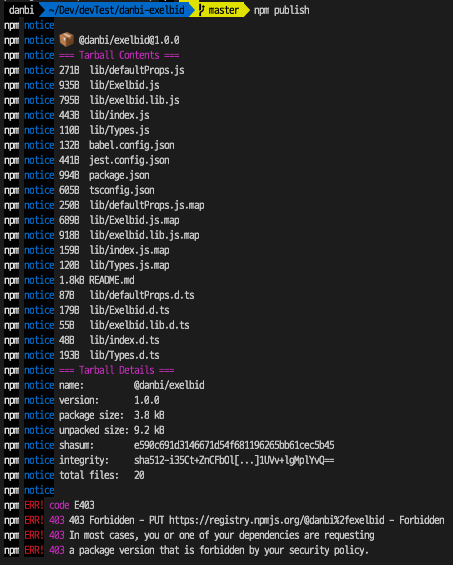 danbi ~/Dev/devTest/danbi-exelbid master npm publish
npm notice
npm notice 📦 @danbi/exelbid@1.0.0
npm notice === Tarball Contents ===
npm notice 271B lib/defaultProps.js
npm notice 935B lib/Exelbid.js
npm notice 795B lib/exelbid.lib.js
npm notice 443B lib/index.js
npm notice 110B lib/Types.js
npm notice 132B babel.config.json
npm notice 441B jest.config.json
npm notice 994B package.json
npm notice 605B tsconfig.json
npm notice 250B lib/defaultProps.js.map
npm notice 689B lib/Exelbid.js.map
npm notice 918B lib/exelbid.lib.js.map
npm notice 159B lib/index.js.map
npm notice 120B lib/Types.js.map
npm notice 1.8kB README.md
npm notice 87B lib/defaultProps.d.ts
npm notice 179B lib/Exelbid.d.ts
npm notice 55B lib/exelbid.lib.d.ts
npm notice 48B lib/index.d.ts
npm notice 193B lib/Types.d.ts
npm notice === Tarball Details ===
npm notice name: @danbi/exelbid
npm notice version: 1.0.0
npm notice package size: 3.8 kB
npm notice unpacked size: 9.2 kB
npm notice shasum: e590c691d3146671d54f681196265bb61cec5b45
npm notice integrity: sha512-i35Ct+ZnCFbOl[...]1UVv+lgMplYvQ==
npm notice total files: 20
npm notice
npm ERR! code E403
npm ERR! 403 403 Forbidden - PUT https://registry.npmjs.org/@danbi%2fexelbid - Forbidden
npm ERR! 403 In most cases, you or one of your dependencies are requesting
npm ERR! 403 a package version that is forbidden by your security policy.